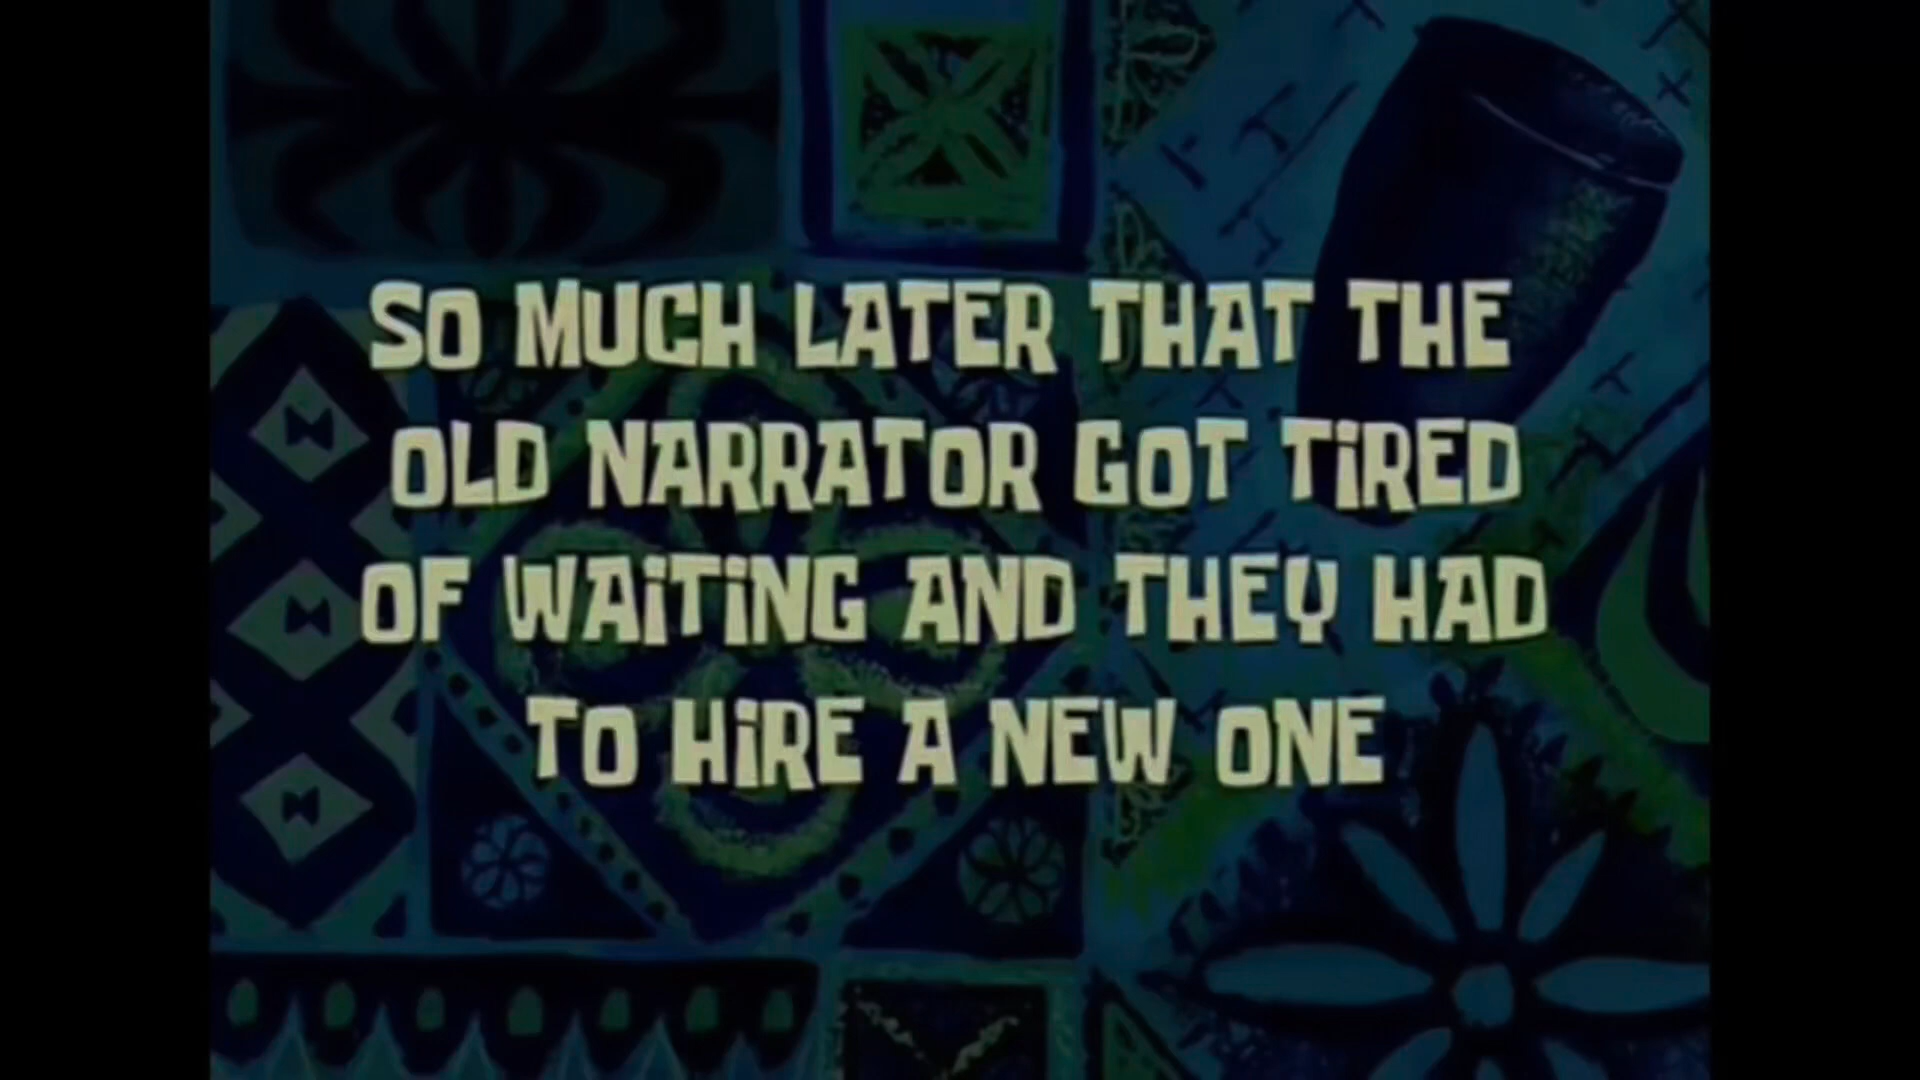 SO MUCH LATER THAT THE
OLD NARRATOR GOT TIRED
OF WAITING AND THEY HAD
TO HIRE A NEW ONE